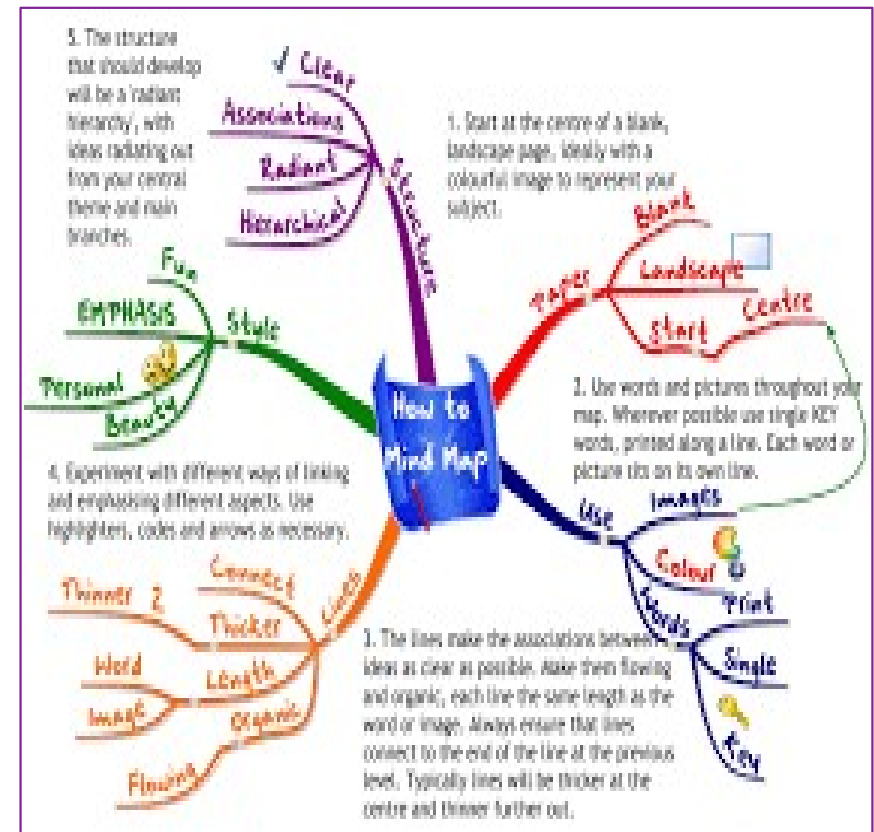 How to
Mind Map
1. Start at the centre of a blank,
landscape page, ideally with a
colourful image to represent your
subject.
Paper
Blank
Landscape
Start
Centre
2. Use words and pictures throughout your
map. Wherever possible use single KEY
words, printed along a line. Each word or
picture sits on its own line.
Use
Images
Colour
Words
Print
Single
Key
3. The lines make the associations between
ideas as clear as possible. Make them flowing
and organic, each line the same length as the
word or image. Always ensure that lines
connect to the end of the line at the previous
level. Typically lines will be thicker at the
centre and thinner further out.
Lines
Connect
Thicker
Thinner
2
Length
Word
Image
Organic
Flowing
4. Experiment with different ways of linking
and emphasising different aspects. Use
highlighters, codes and arrows as necessary.
Style
Fun
EMPHASIS
Personal
Beauty
5. The structure
that should develop
will be a 'radiant
hierarchy', with
ideas radiating out
from your central
theme and main
branches.
Structure
Clear
Associations
Radiant
Hierarchical